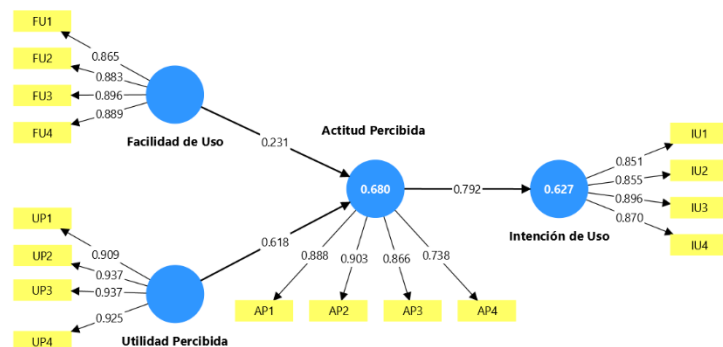 FU1
FU2
FU3
FU4
0.865
0.883
0.896
0.889
Facilidad de Uso
0.231
Actitud Percibida
0.680
0.792
0.627
Intención de Uso
IU1
IU2
IU3
IU4
0.851
0.855
0.896
0.870
UP1
UP2
UP3
UP4
0.909
0.937
0.937
0.925
Utilidad Percibida
0.618
0.888
0.903
0.866
0.738
AP1
AP2
AP3
AP4